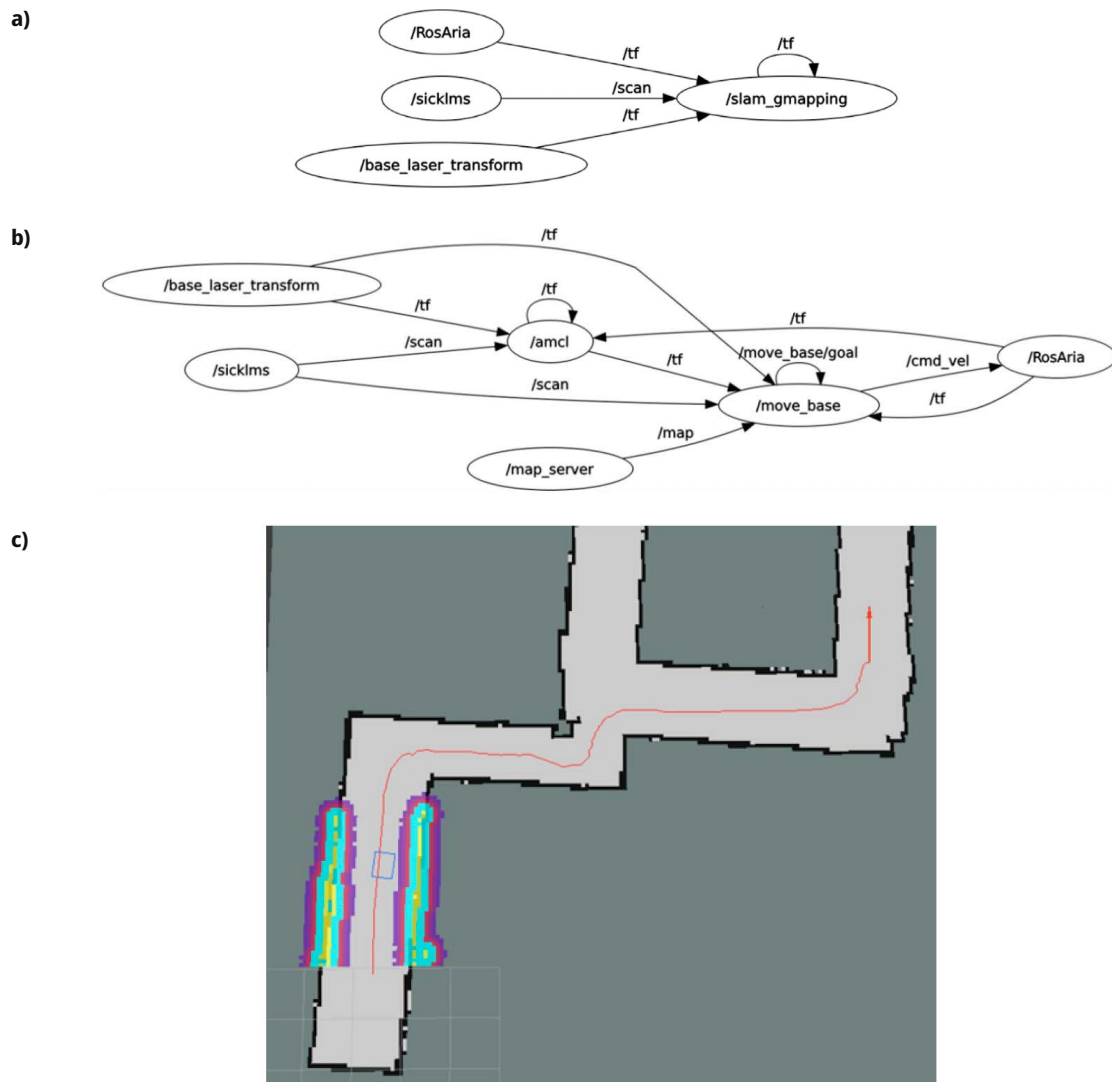 a)
/RosAria
/tf
/tf
/sicklms
/scan
/slam_gmapping
/tf
/base_laser_transform
b)
/tf
/base_laser_transform
/tf
/tf
/tf
/scan
/amcl
/RosAria
/move_base/goal
/cmd_vel
/sicklms
/tf
/scan
/tf
/move_base
/map
/map_server
c)